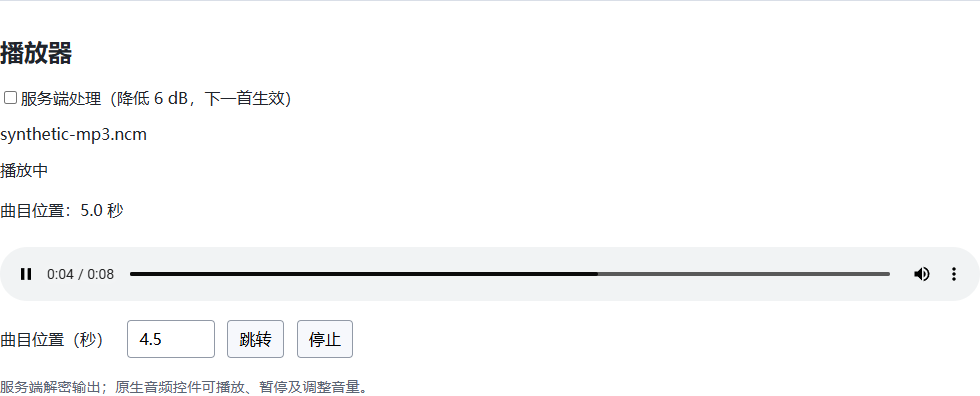 播放器
服务端处理（降低 6 dB，下一首生效）
synthetic-mp3.ncm
播放中
曲目位置：5.0 秒
0:04 / 0:08
曲目位置（秒） 4.5 跳转 停止
服务端解密输出；原生音频控件可播放、暂停及调整音量。